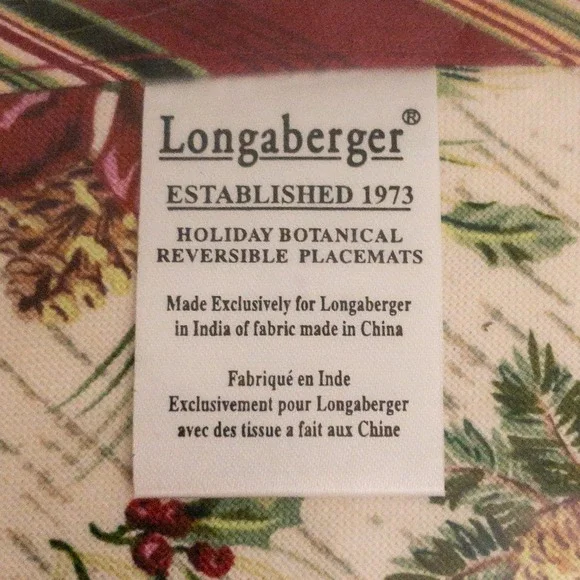 Longaberger®
ESTABLISHED 1973
HOLIDAY BOTANICAL
REVERSIBLE PLACEMATS
Made Exclusively for Longaberger
in India of fabric made in China
Fabriqué en Inde
Exclusivement pour Longaberger
avec des tissue a fait aux Chine